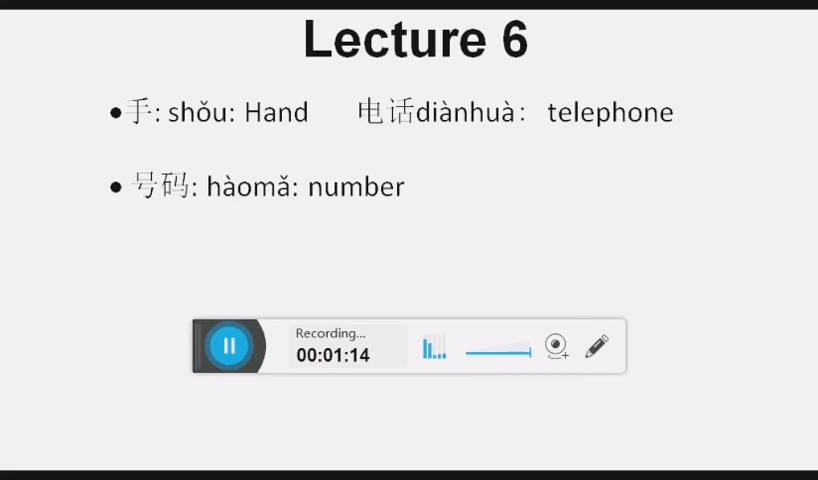 Lecture 6
•手: shǒu: Hand 电话diànhuà： telephone
• 号码: hàomǎ: number
Recording...
00:01:14